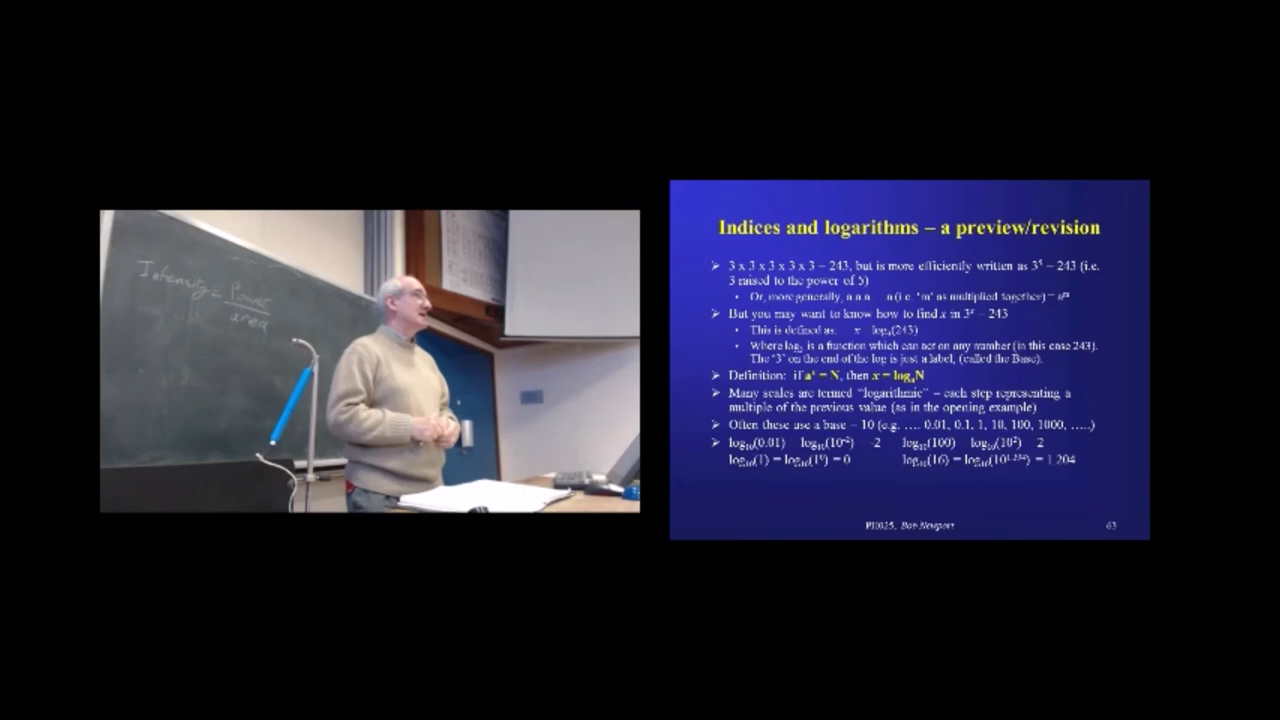 Intensity = Power
area
Indices and logarithms – a preview/revision
➢ 3 x 3 x 3 x 3 x 3 = 243, but is more efficiently written as 3⁵ = 243 (i.e.
3 raised to the power of 5)
• Or, more generally, a.a.a. ... .a (i.e. 'm' as multiplied together) = aᵐ
➢ But you may want to know how to find x in 3ˣ = 243
• This is defined as: x = log₃(243)
• Where log₃ is a function which can act on any number (in this case 243).
The '3' on the end of the log is just a label, (called the Base).
➢ Definition: if aˣ = N, then x = logₐN
➢ Many scales are termed "logarithmic" – each step representing a
multiple of the previous value (as in the opening example)
➢ Often these use a base = 10 (e.g. …. 0.01, 0.1, 1, 10, 100, 1000, …..)
➢ log₁₀(0.01) = log₁₀(10⁻²) = -2 log₁₀(100) = log₁₀(10²) = 2
log₁₀(1) = log₁₀(1⁰) = 0 log₁₀(16) = log₁₀(10¹·²⁰⁴) = 1.204
PH025, Bob Newport 63